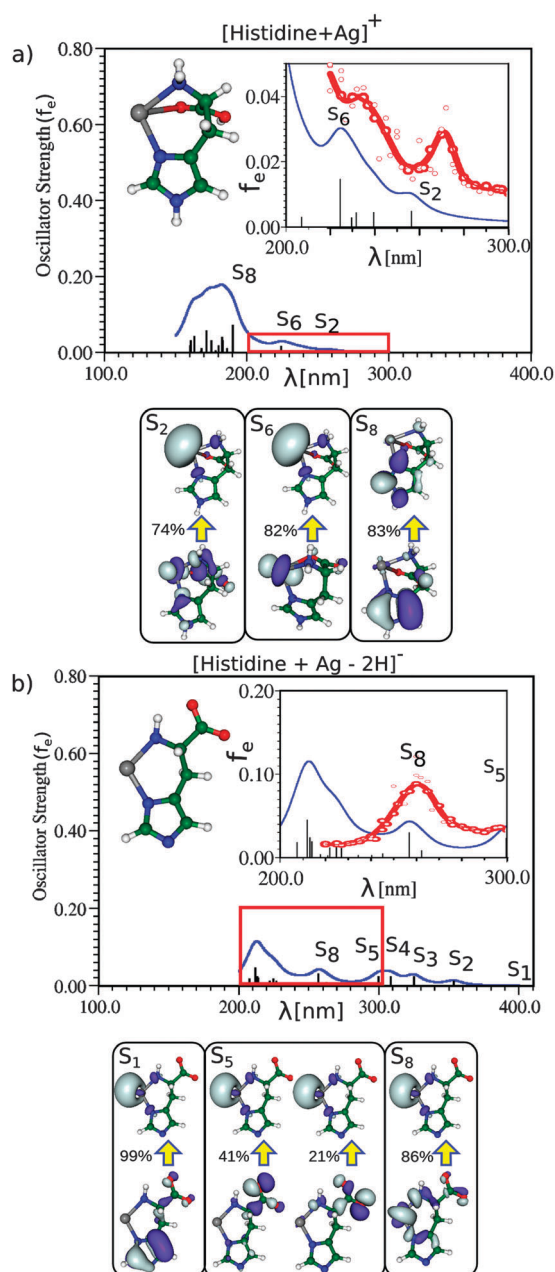 [Histidine+Ag]⁺
a)
0.80
0.60
0.40
0.20
0.00
Oscillator Strength (fₑ)
100.0 200.0 300.0 400.0
λ[nm]
S₈
S₆ S₂
0.04
0.02
0.00
fₑ
S₆
S₂
200.0 300.0
λ[nm]
S₂ S₆ S₈
74% 82% 83%
[Histidine + Ag - 2H]⁻
b)
0.80
0.60
0.40
0.20
0.00
Oscillator Strength (fₑ)
100.0 200.0 300.0 400.0
λ[nm]
S₈ S₅ S₄ S₃ S₂ S₁
0.20
0.10
0.00
fₑ
S₈
S₅
200.0 300.0
λ[nm]
S₁ S₅ S₈
99% 41% 21% 86%